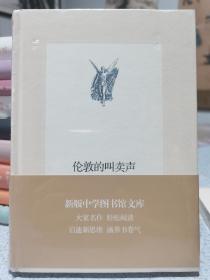 伦敦的叫卖声
新版中学图书馆文库
大家名作 轻松阅读
启迪新思维 涵养书卷气